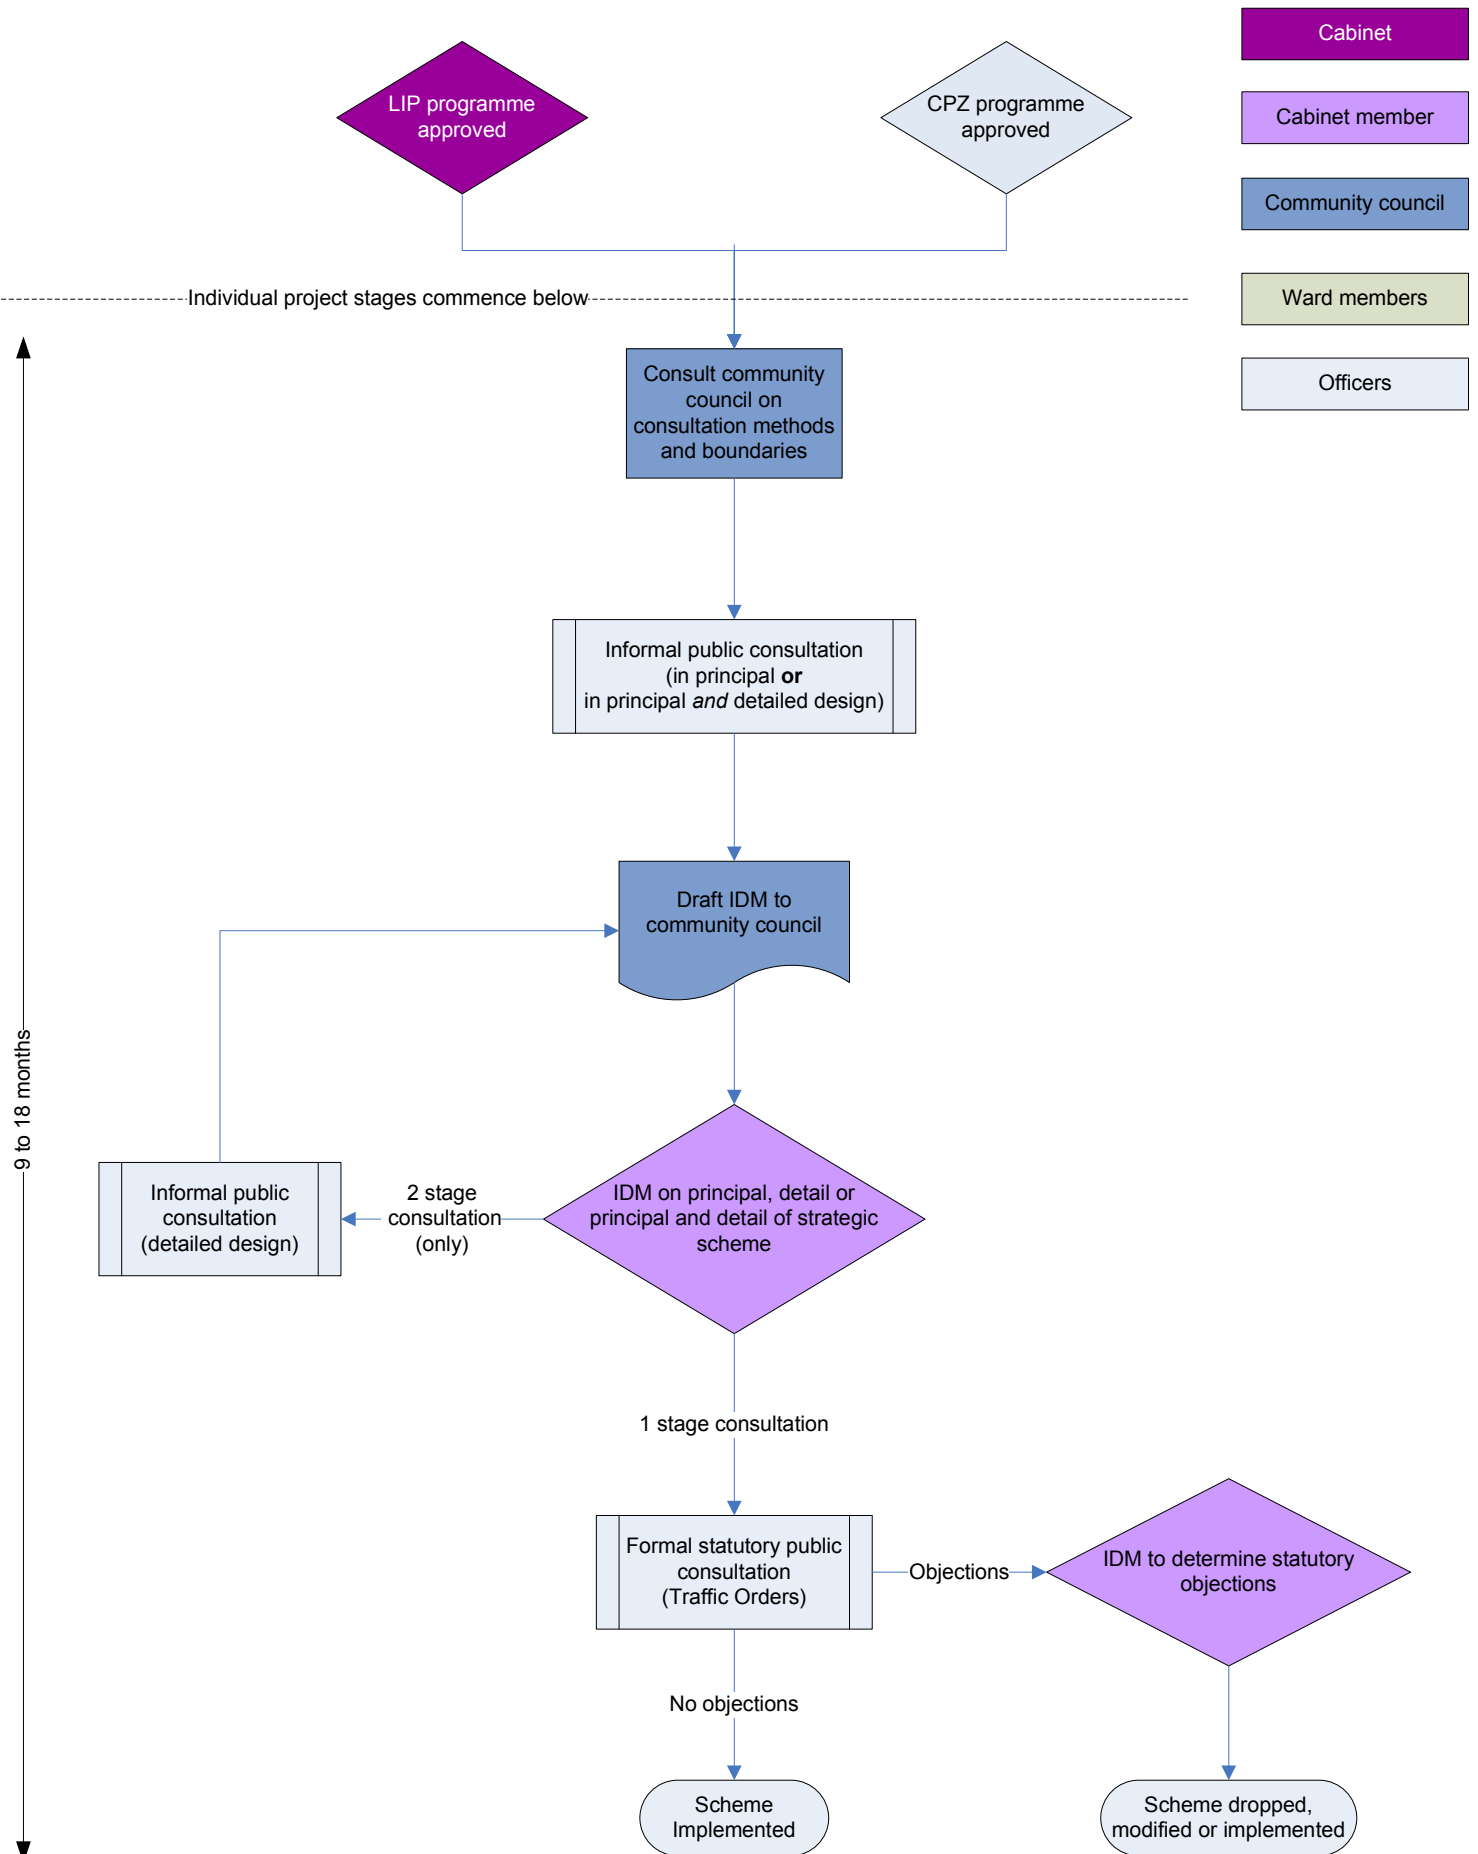 Cabinet
LIP programme
approved
CPZ programme
approved
Cabinet member
Community council
Individual project stages commence below
Ward members
Consult community
council on
consultation methods
and boundaries
Officers
Informal public consultation
(in principal or
in principal and detailed design)
Draft IDM to
community council
9 to 18 months
Informal public
consultation
(detailed design)
2 stage
consultation
(only)
IDM on principal, detail or
principal and detail of strategic
scheme
1 stage consultation
Formal statutory public
consultation
(Traffic Orders)
Objections
IDM to determine statutory
objections
No objections
Scheme
Implemented
Scheme dropped,
modified or implemented